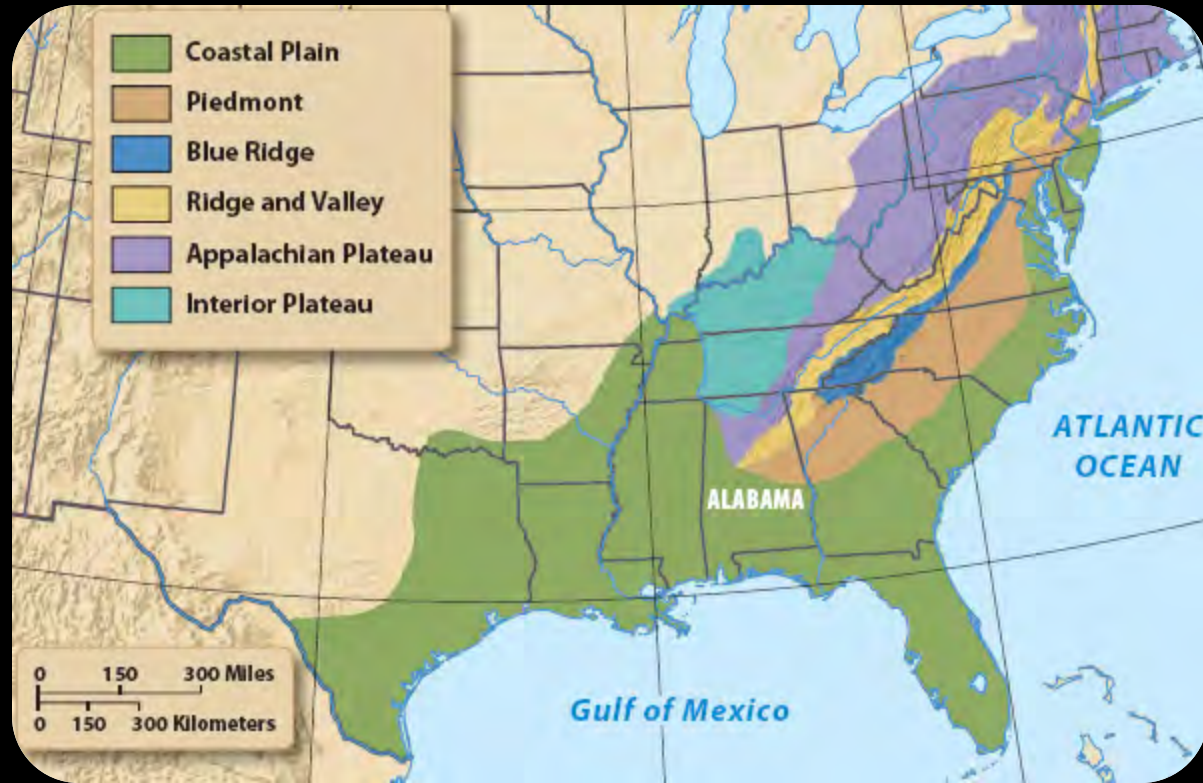 Coastal Plain
Piedmont
Blue Ridge
Ridge and Valley
Appalachian Plateau
Interior Plateau
ATLANTIC
OCEAN
ALABAMA
0 150 300 Miles
0 150 300 Kilometers
Gulf of Mexico